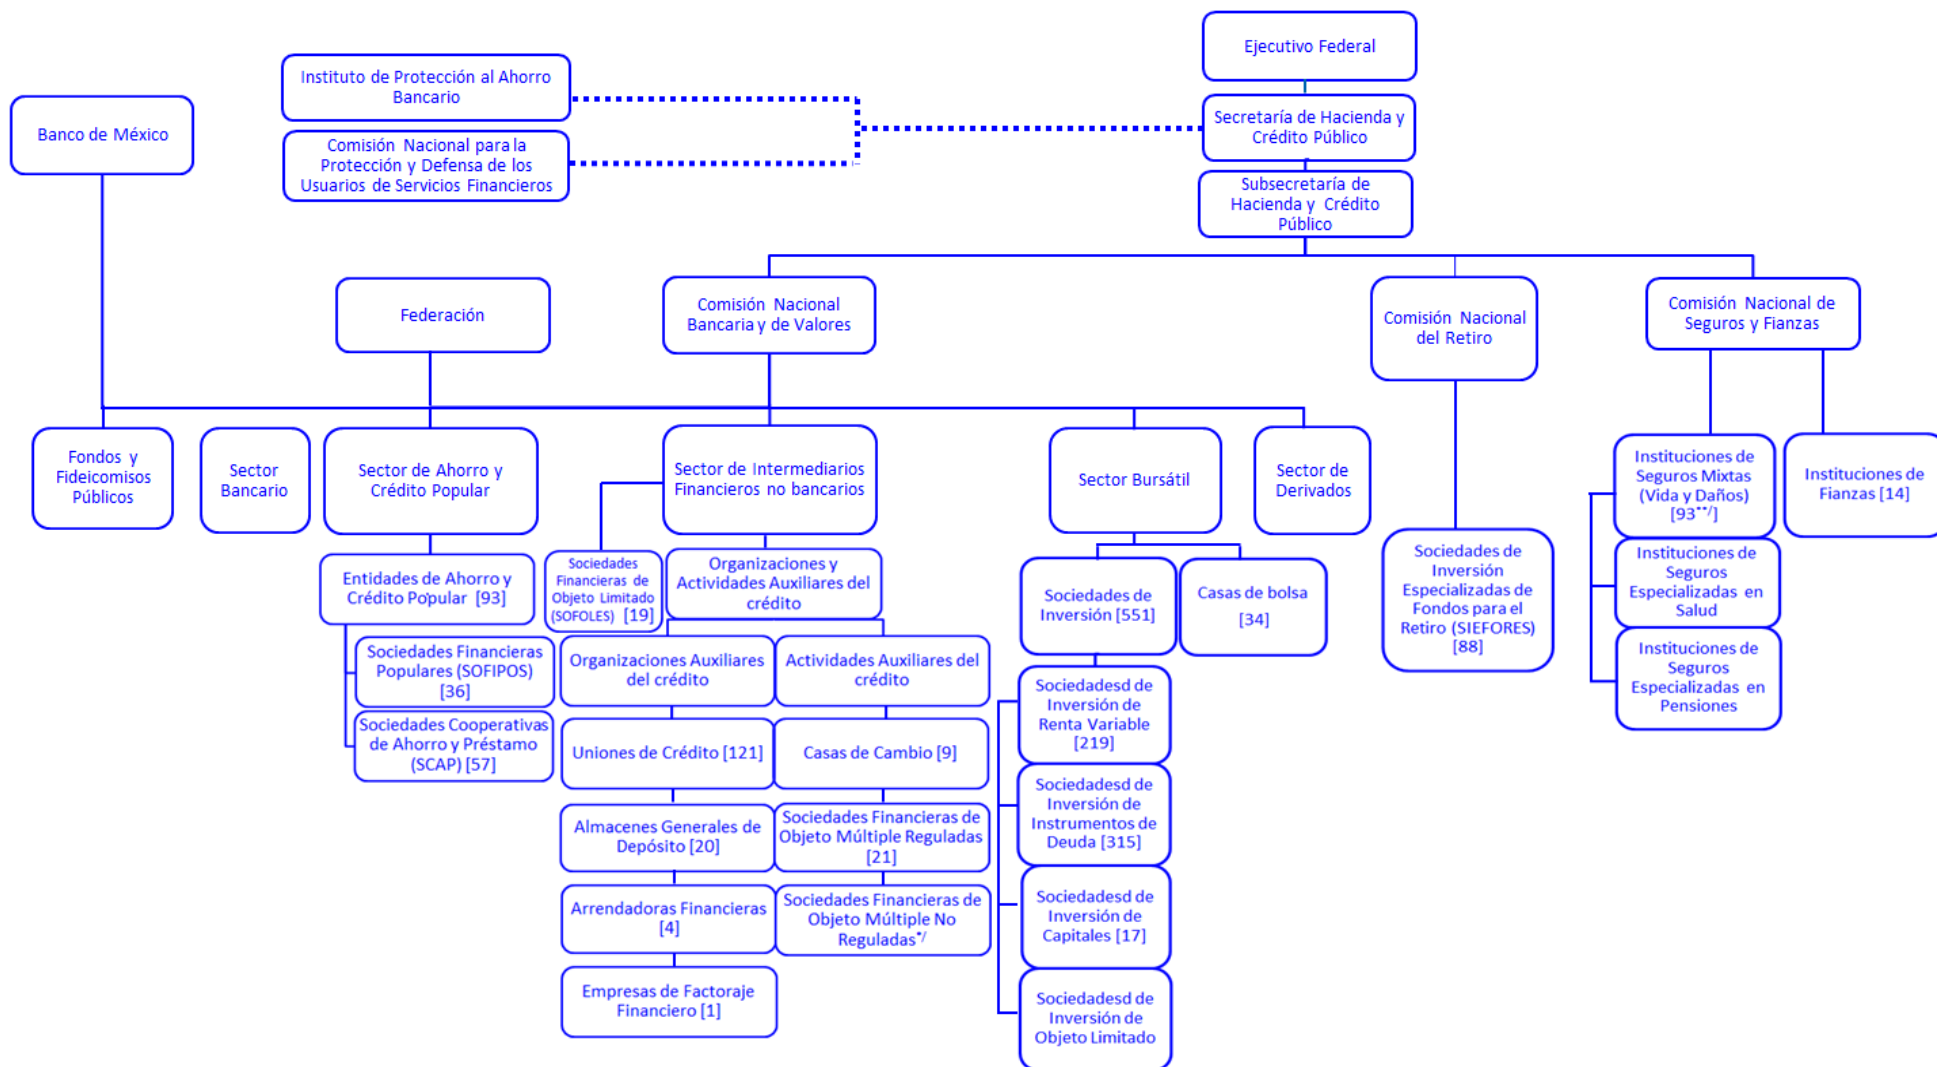 Ejecutivo Federal
Instituto de Protección al Ahorro
Bancario
Banco de México
Secretaría de Hacienda y
Crédito Público
Comisión Nacional para la
Protección y Defensa de los
Usuarios de Servicios Financieros
Subsecretaría de
Hacienda y Crédito
Público
Federación
Comisión Nacional
Bancaria y de Valores
Comisión Nacional
del Retiro
Comisión Nacional de
Seguros y Fianzas
Fondos y
Fideicomisos
Públicos
Sector
Bancario
Sector de Ahorro y
Crédito Popular
Sector de Intermediarios
Financieros no bancarios
Sector Bursátil
Sector de
Derivados
Instituciones de
Seguros Mixtas
(Vida y Daños)
[93**/]
Instituciones de
Fianzas [14]
Entidades de Ahorro y
Crédito Popular [93]
Sociedades
Financieras de
Objeto Limitado
(SOFOLES) [19]
Organizaciones y
Actividades Auxiliares del
crédito
Sociedades de
Inversión [551]
Casas de bolsa
[34]
Sociedades de
Inversión
Especializadas de
Fondos para el
Retiro (SIEFORES)
[88]
Instituciones de
Seguros
Especializadas en
Salud
Sociedades Financieras
Populares (SOFIPOS)
[36]
Organizaciones Auxiliares
del crédito
Actividades Auxiliares del
crédito
Instituciones de
Seguros
Especializadas en
Pensiones
Sociedades Cooperativas
de Ahorro y Préstamo
(SCAP) [57]
Uniones de Crédito [121]
Casas de Cambio [9]
Sociedadesd de
Inversión de
Renta Variable
[219]
Almacenes Generales de
Depósito [20]
Sociedades Financieras de
Objeto Múltiple Reguladas
[21]
Sociedadesd de
Inversión de
Instrumentos de
Deuda [315]
Arrendadoras Financieras
[4]
Sociedades Financieras de
Objeto Múltiple No
Reguladas*/
Sociedadesd de
Inversión de
Capitales [17]
Empresas de Factoraje
Financiero [1]
Sociedadesd de
Inversión de
Objeto Limitado